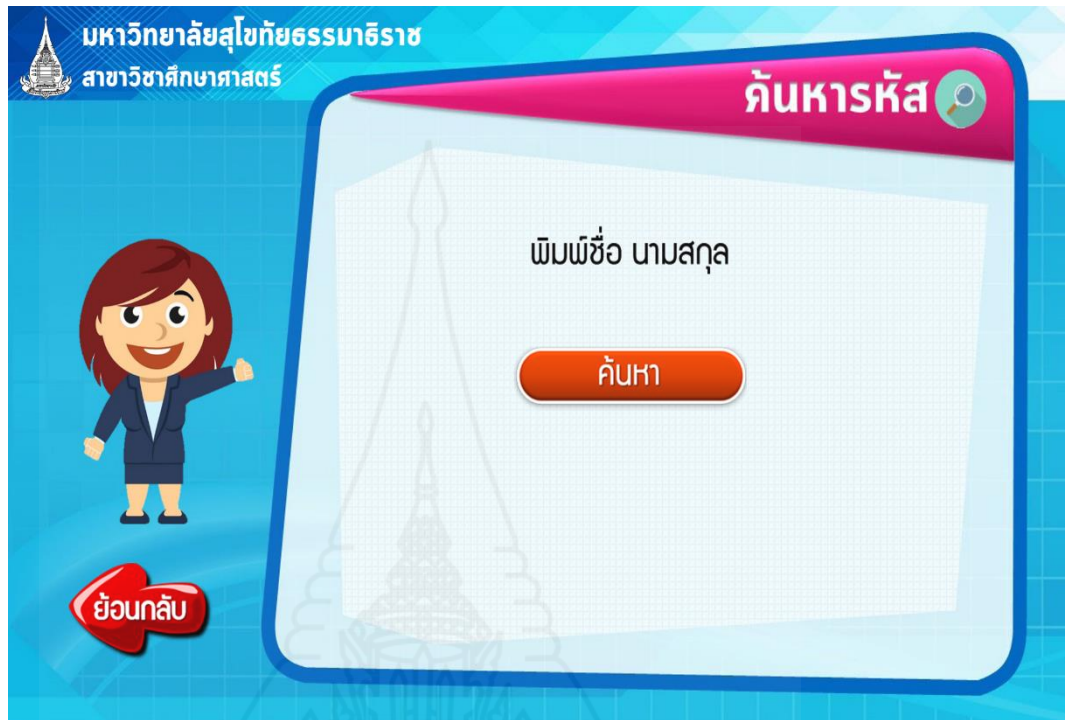 มหาวิทยาลัยสุโขทัยธรรมาธิราช
สาขาวิชาศึกษาศาสตร์
ค้นหารหัส
พิมพ์ชื่อ นามสกุล
ค้นหา
ย้อนกลับ